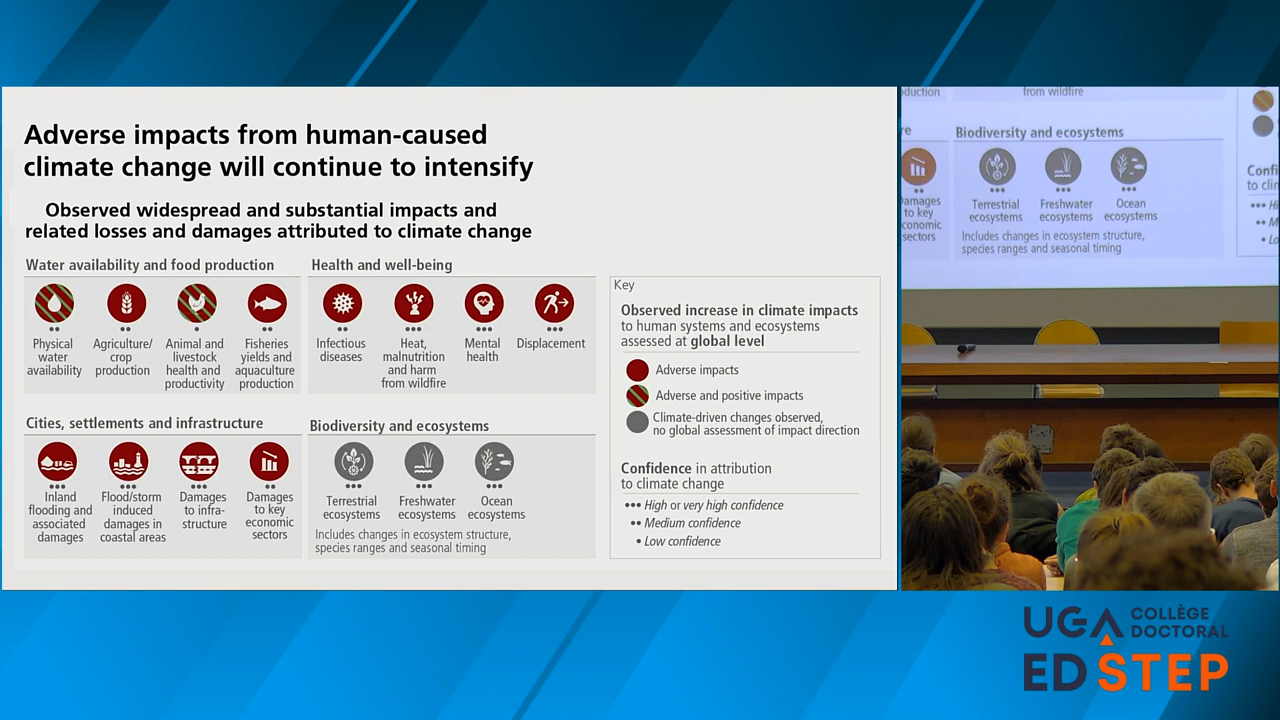 Adverse impacts from human-caused
climate change will continue to intensify
Observed widespread and substantial impacts and
related losses and damages attributed to climate change
Water availability and food production
Physical
water
availability
Agriculture/
crop
production
Animal and
livestock
health and
productivity
Fisheries
yields and
aquaculture
production
Health and well-being
Infectious
diseases
Heat,
malnutrition
and harm
from wildfire
Mental
health
Displacement
Cities, settlements and infrastructure
Inland
flooding and
associated
damages
Flood/storm
induced
damages in
coastal areas
Damages
to infra-
structure
Damages
to key
economic
sectors
Biodiversity and ecosystems
Terrestrial
ecosystems
Freshwater
ecosystems
Ocean
ecosystems
Includes changes in ecosystem structure,
species ranges and seasonal timing
Key
Observed increase in climate impacts
to human systems and ecosystems
assessed at global level
Adverse impacts
Adverse and positive impacts
Climate-driven changes observed,
no global assessment of impact direction
Confidence in attribution
to climate change
••• High or very high confidence
•• Medium confidence
• Low confidence
from wildfire
Biodiversity and ecosystems
Damages
to key
economic
sectors
Terrestrial
ecosystems
Freshwater
ecosystems
Ocean
ecosystems
Includes changes in ecosystem structure,
species ranges and seasonal timing
UGA COLLÈGE
DOCTORAL
ED STEP